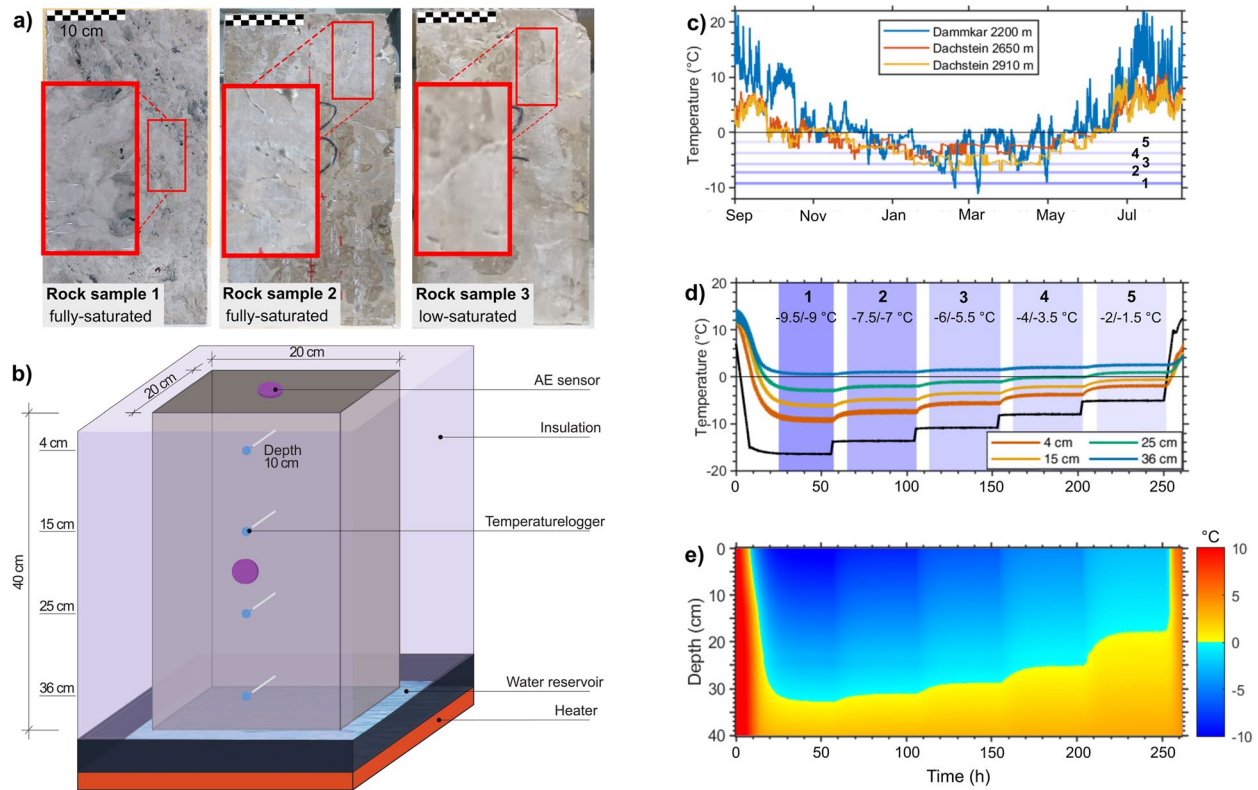 a)
10 cm
Rock sample 1
fully-saturated
Rock sample 2
fully-saturated
Rock sample 3
low-saturated
b)
20 cm
20 cm
40 cm
4 cm
15 cm
25 cm
36 cm
Depth
10 cm
AE sensor
Insulation
Temperaturelogger
Water reservoir
Heater
c)
Temperature (°C)
20
10
0
-10
Dammkar 2200 m
Dachstein 2650 m
Dachstein 2910 m
5
4
3
2
1
Sep Nov Jan Mar May Jul
d)
Temperature (°C)
20
10
0
-10
-20
1 2 3 4 5
-9.5/-9 °C -7.5/-7 °C -6/-5.5 °C -4/-3.5 °C -2/-1.5 °C
4 cm 25 cm
15 cm 36 cm
0 50 100 150 200 250
e)
Depth (cm)
0
10
20
30
40
0 50 100 150 200 250
Time (h)
°C
10
5
0
-5
-10